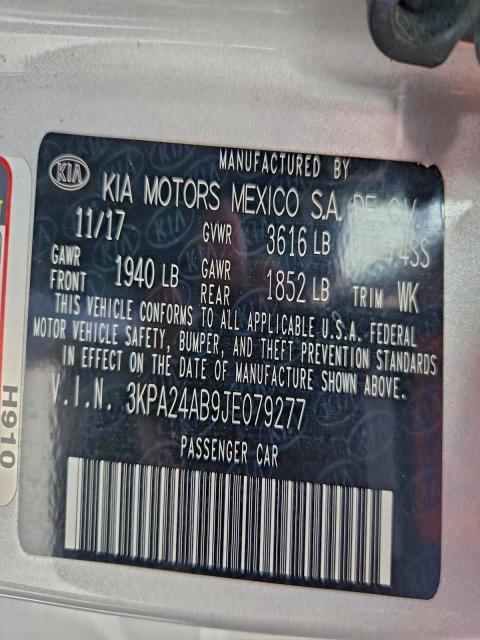 MANUFACTURED BY
KIA KIA MOTORS MEXICO S.A. DE C.V.
11/17 GVWR 3616 LB 4SS
GAWR FRONT 1940 LB GAWR REAR 1852 LB TRIM WK
THIS VEHICLE CONFORMS TO ALL APPLICABLE U.S.A. FEDERAL
MOTOR VEHICLE SAFETY, BUMPER, AND THEFT PREVENTION STANDARDS
IN EFFECT ON THE DATE OF MANUFACTURE SHOWN ABOVE.
V.I.N. 3KPA24AB9JE079277
PASSENGER CAR
H910